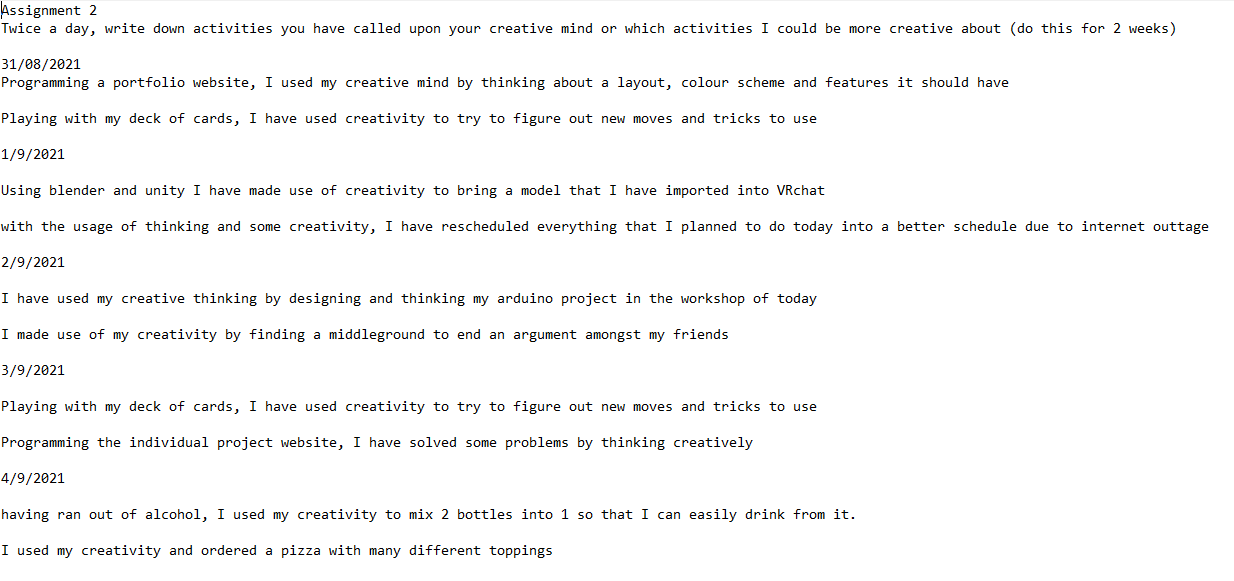 Assignment 2
Twice a day, write down activities you have called upon your creative mind or which activities I could be more creative about (do this for 2 weeks)
31/08/2021
Programming a portfolio website, I used my creative mind by thinking about a layout, colour scheme and features it should have
Playing with my deck of cards, I have used creativity to try to figure out new moves and tricks to use
1/9/2021
Using blender and unity I have made use of creativity to bring a model that I have imported into VRchat
with the usage of thinking and some creativity, I have rescheduled everything that I planned to do today into a better schedule due to internet outtage
2/9/2021
I have used my creative thinking by designing and thinking my arduino project in the workshop of today
I made use of my creativity by finding a middleground to end an argument amongst my friends
3/9/2021
Playing with my deck of cards, I have used creativity to try to figure out new moves and tricks to use
Programming the individual project website, I have solved some problems by thinking creatively
4/9/2021
having ran out of alcohol, I used my creativity to mix 2 bottles into 1 so that I can easily drink from it.
I used my creativity and ordered a pizza with many different toppings